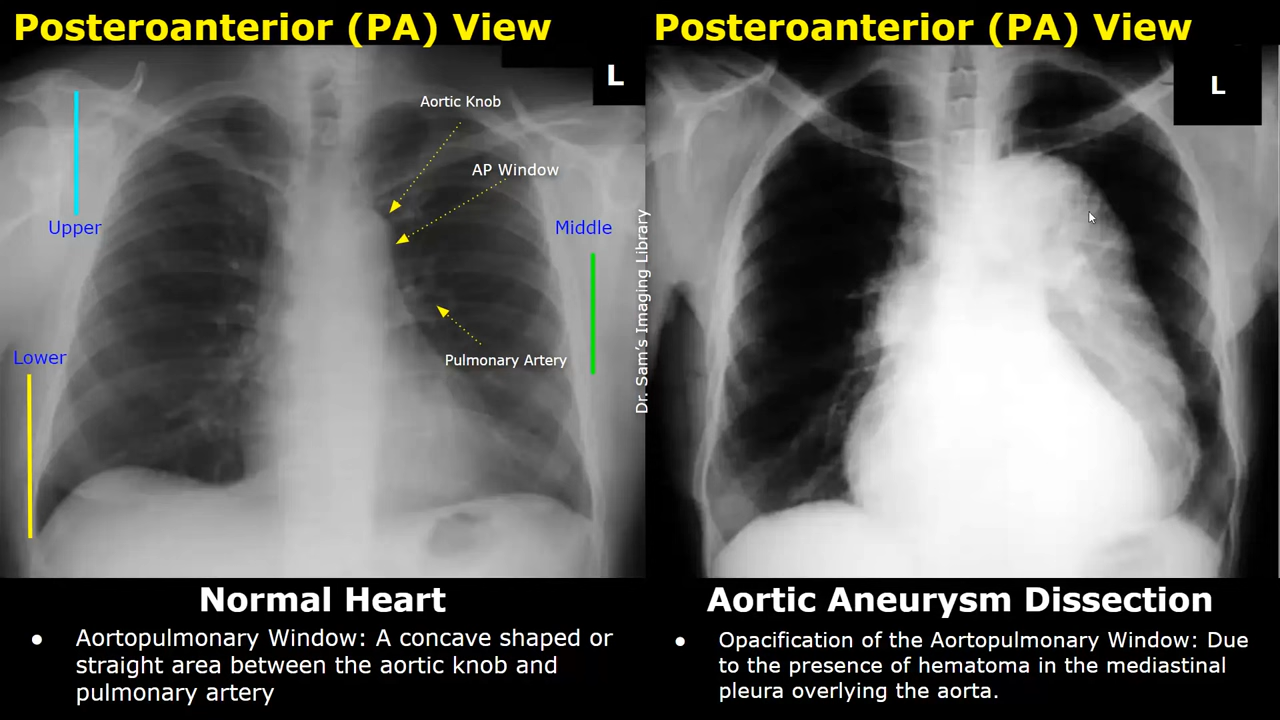 Posteroanterior (PA) View
L
Aortic Knob
AP Window
Upper
Middle
Lower
Pulmonary Artery
Normal Heart
● Aortopulmonary Window: A concave shaped or
straight area between the aortic knob and
pulmonary artery
Dr. Sam's Imaging Library
Posteroanterior (PA) View
L
Aortic Aneurysm Dissection
● Opacification of the Aortopulmonary Window: Due
to the presence of hematoma in the mediastinal
pleura overlying the aorta.